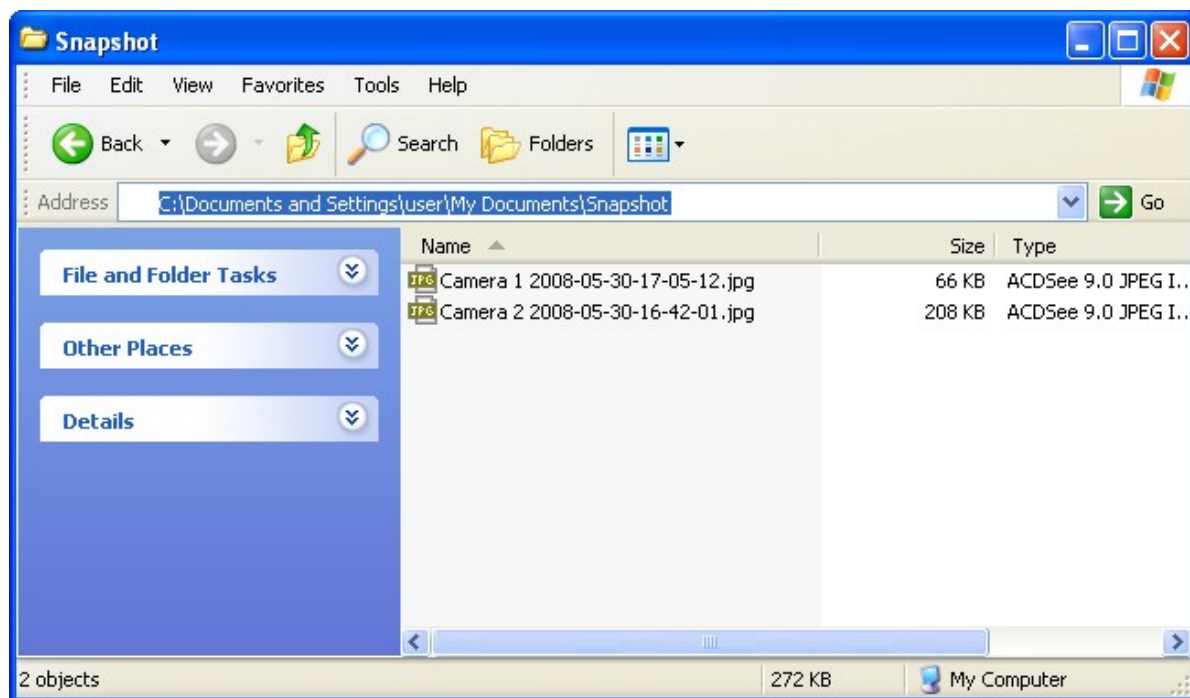 Snapshot
File Edit View Favorites Tools Help
Back Search Folders
Address C:\Documents and Settings\user\My Documents\Snapshot Go
Name Size Type
File and Folder Tasks
Other Places
Details
JPG Camera 1 2008-05-30-17-05-12.jpg 66 KB ACDSee 9.0 JPEG I...
JPG Camera 2 2008-05-30-16-42-01.jpg 208 KB ACDSee 9.0 JPEG I...
2 objects 272 KB My Computer